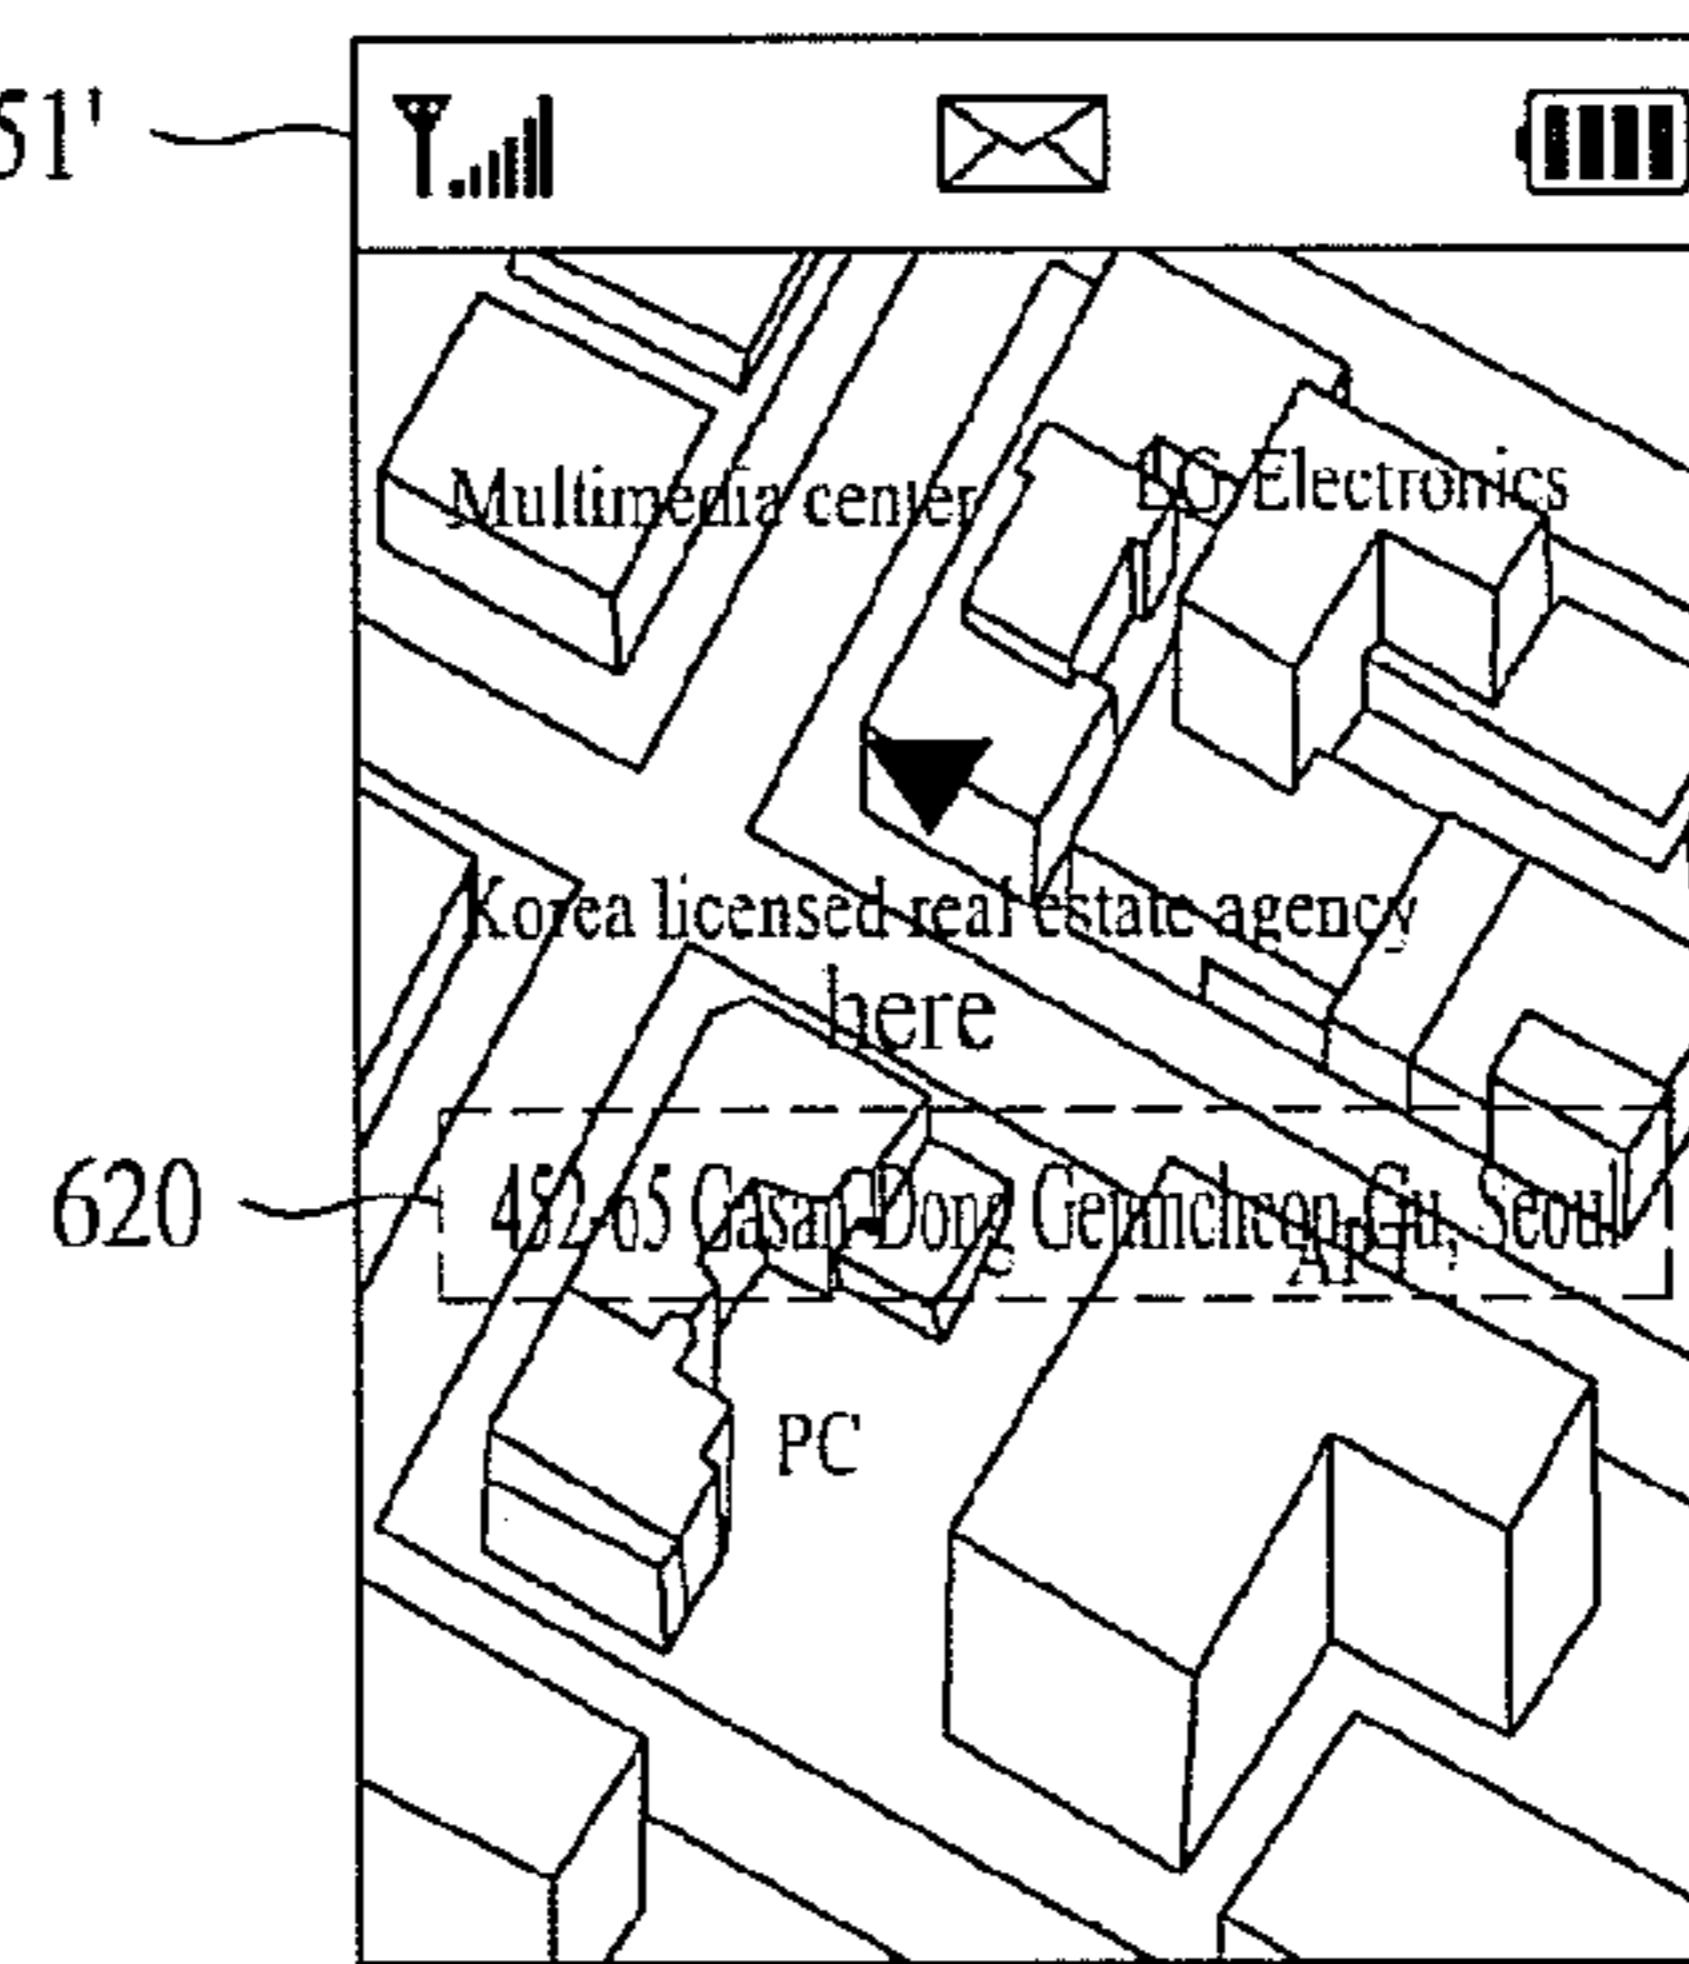 51'
Multimedia center
LG Electronics
Korea licensed real estate agency
here
620
452-65 Gasan-Dong Geumcheon-Gu, Seoul
APT
PC